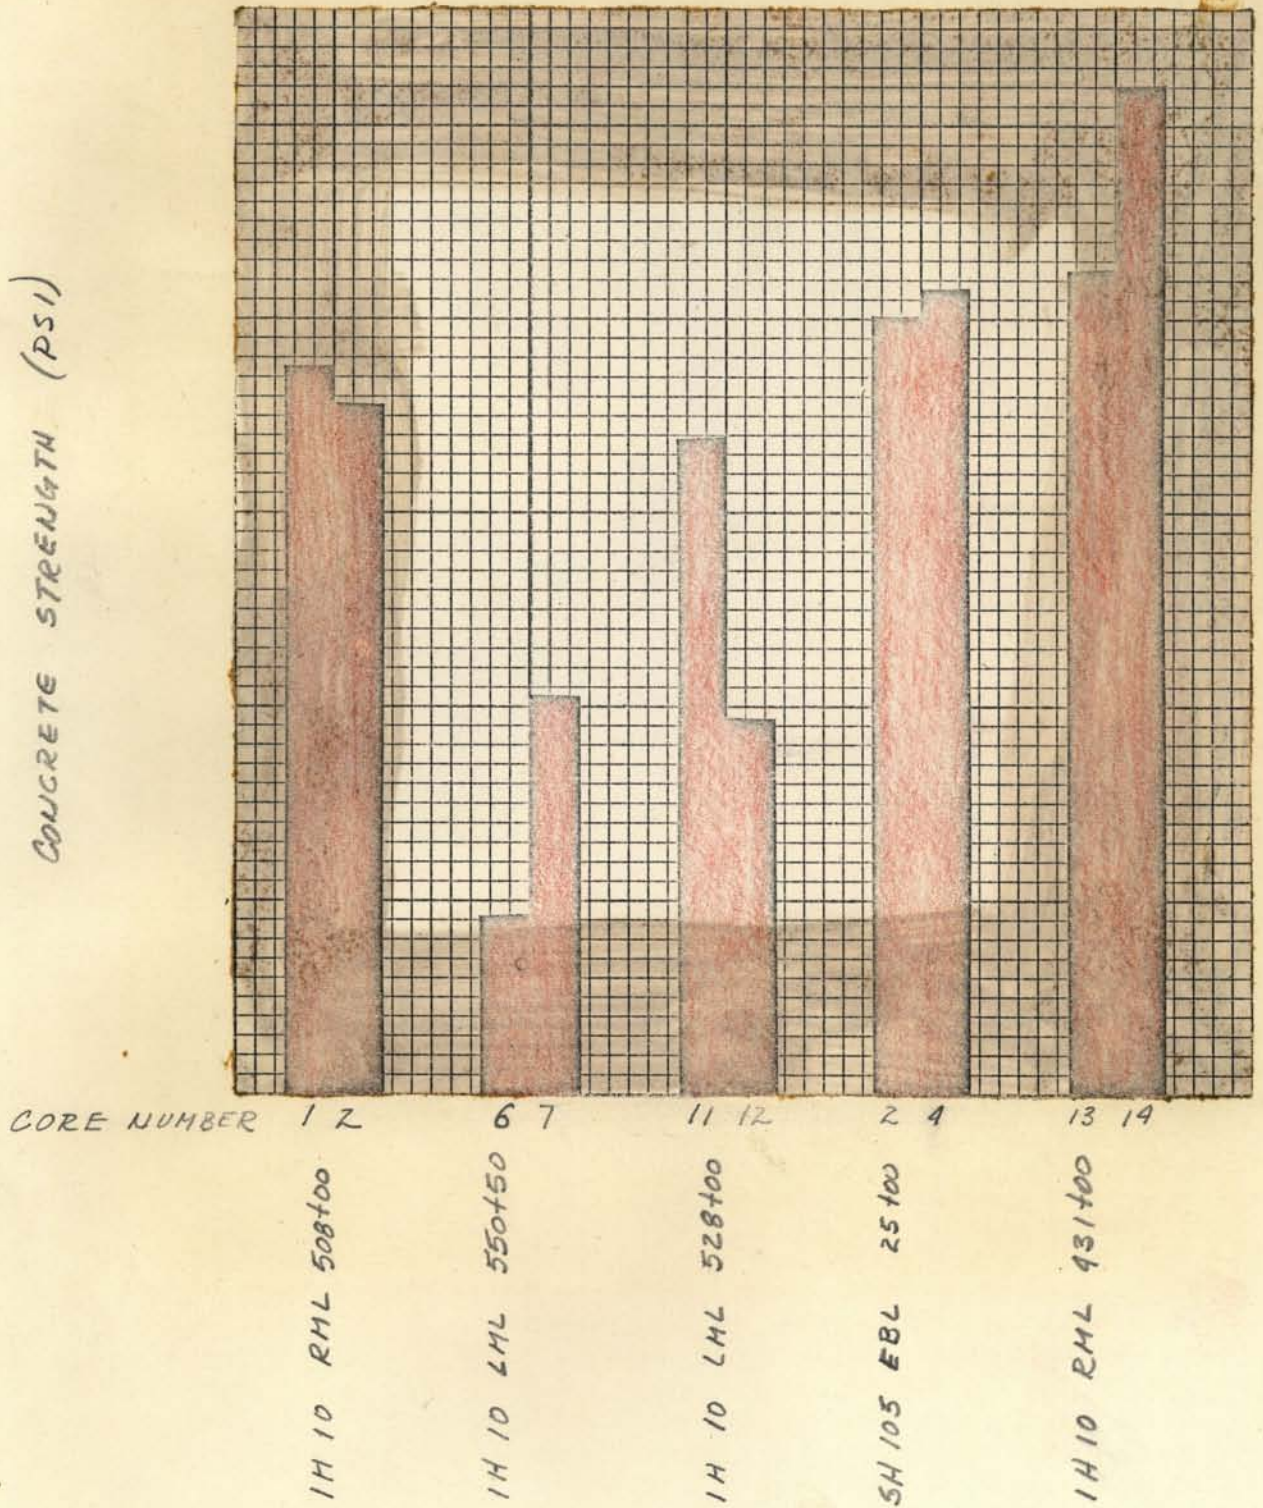 CONCRETE STRENGTH (PSI)
CORE NUMBER 1 2 6 7 11 12 2 4 13 14
IH 10 RML 508+00
IH 10 LML 550+50
IH 10 LML 528+00
SH 105 EBL 25+00
IH 10 RML 431+00